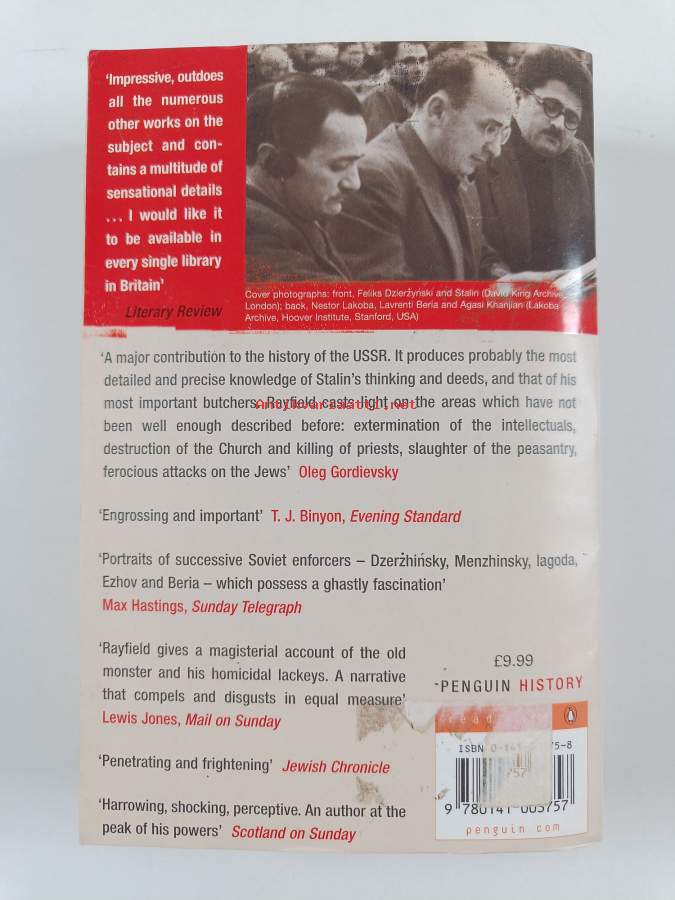 ‘Impressive, outdoes
all the numerous
other works on the
subject and con-
tains a multitude of
sensational details
... I would like it
to be available in
every single library
in Britain’
Literary Review
Cover photographs: front, Feliks Dzierżyński and Stalin (David King Archive,
London); back, Nestor Lakoba, Lavrenti Beria and Agasi Khanjian (Lakoba
Archive, Hoover Institute, Stanford, USA)
‘A major contribution to the history of the USSR. It produces probably the most
detailed and precise knowledge of Stalin’s thinking and deeds, and that of his
most important butchers. Rayfield casts light on the areas which have not
been well enough described before: extermination of the intellectuals,
destruction of the Church and killing of priests, slaughter of the peasantry,
ferocious attacks on the Jews’ Oleg Gordievsky
‘Engrossing and important’ T. J. Binyon, Evening Standard
‘Portraits of successive Soviet enforcers – Dzerżhińsky, Menzhinsky, Iagoda,
Ezhov and Beria – which possess a ghastly fascination’
Max Hastings, Sunday Telegraph
‘Rayfield gives a magisterial account of the old
monster and his homicidal lackeys. A narrative
that compels and disgusts in equal measure’
Lewis Jones, Mail on Sunday
‘Penetrating and frightening’ Jewish Chronicle
‘Harrowing, shocking, perceptive. An author at the
peak of his powers’ Scotland on Sunday
£9.99
PENGUIN HISTORY
read
ISBN
9 780141 003757
penguin.com